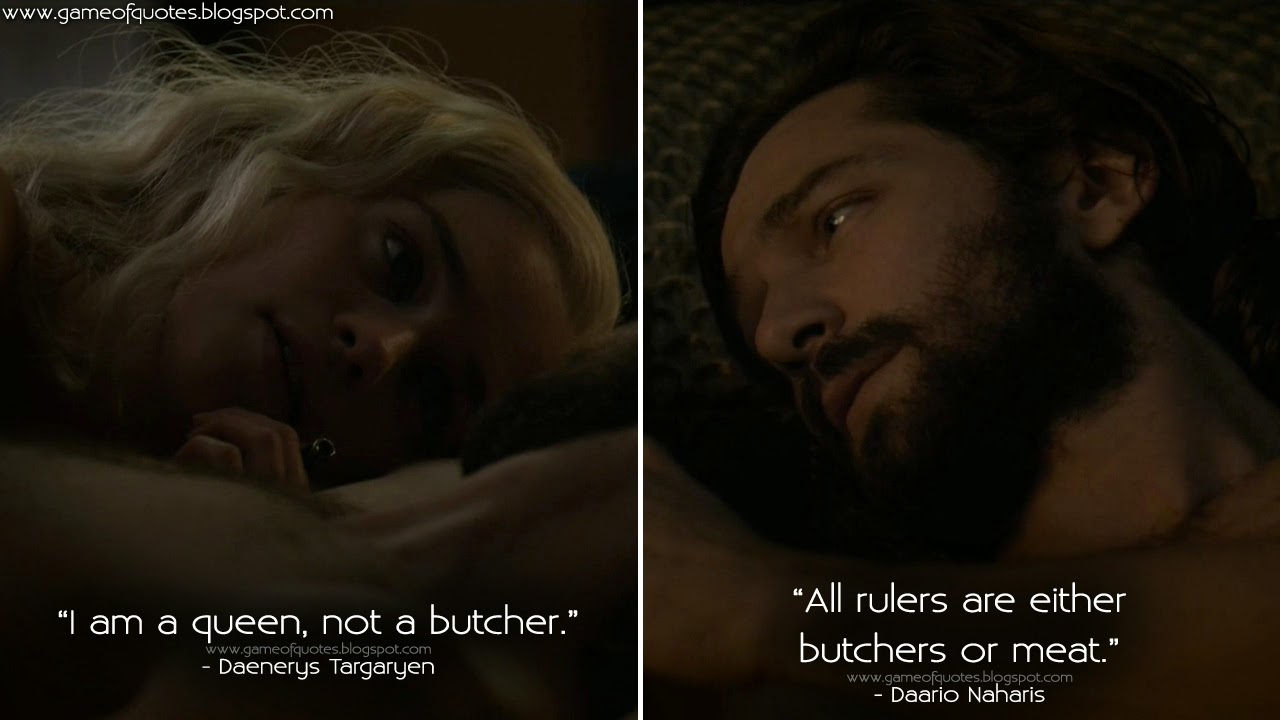 www.gameofquotes.blogspot.com
“I am a queen, not a butcher.”
www.gameofquotes.blogspot.com
- Daenerys Targaryen
“All rulers are either
butchers or meat.”
www.gameofquotes.blogspot.com
- Daario Naharis